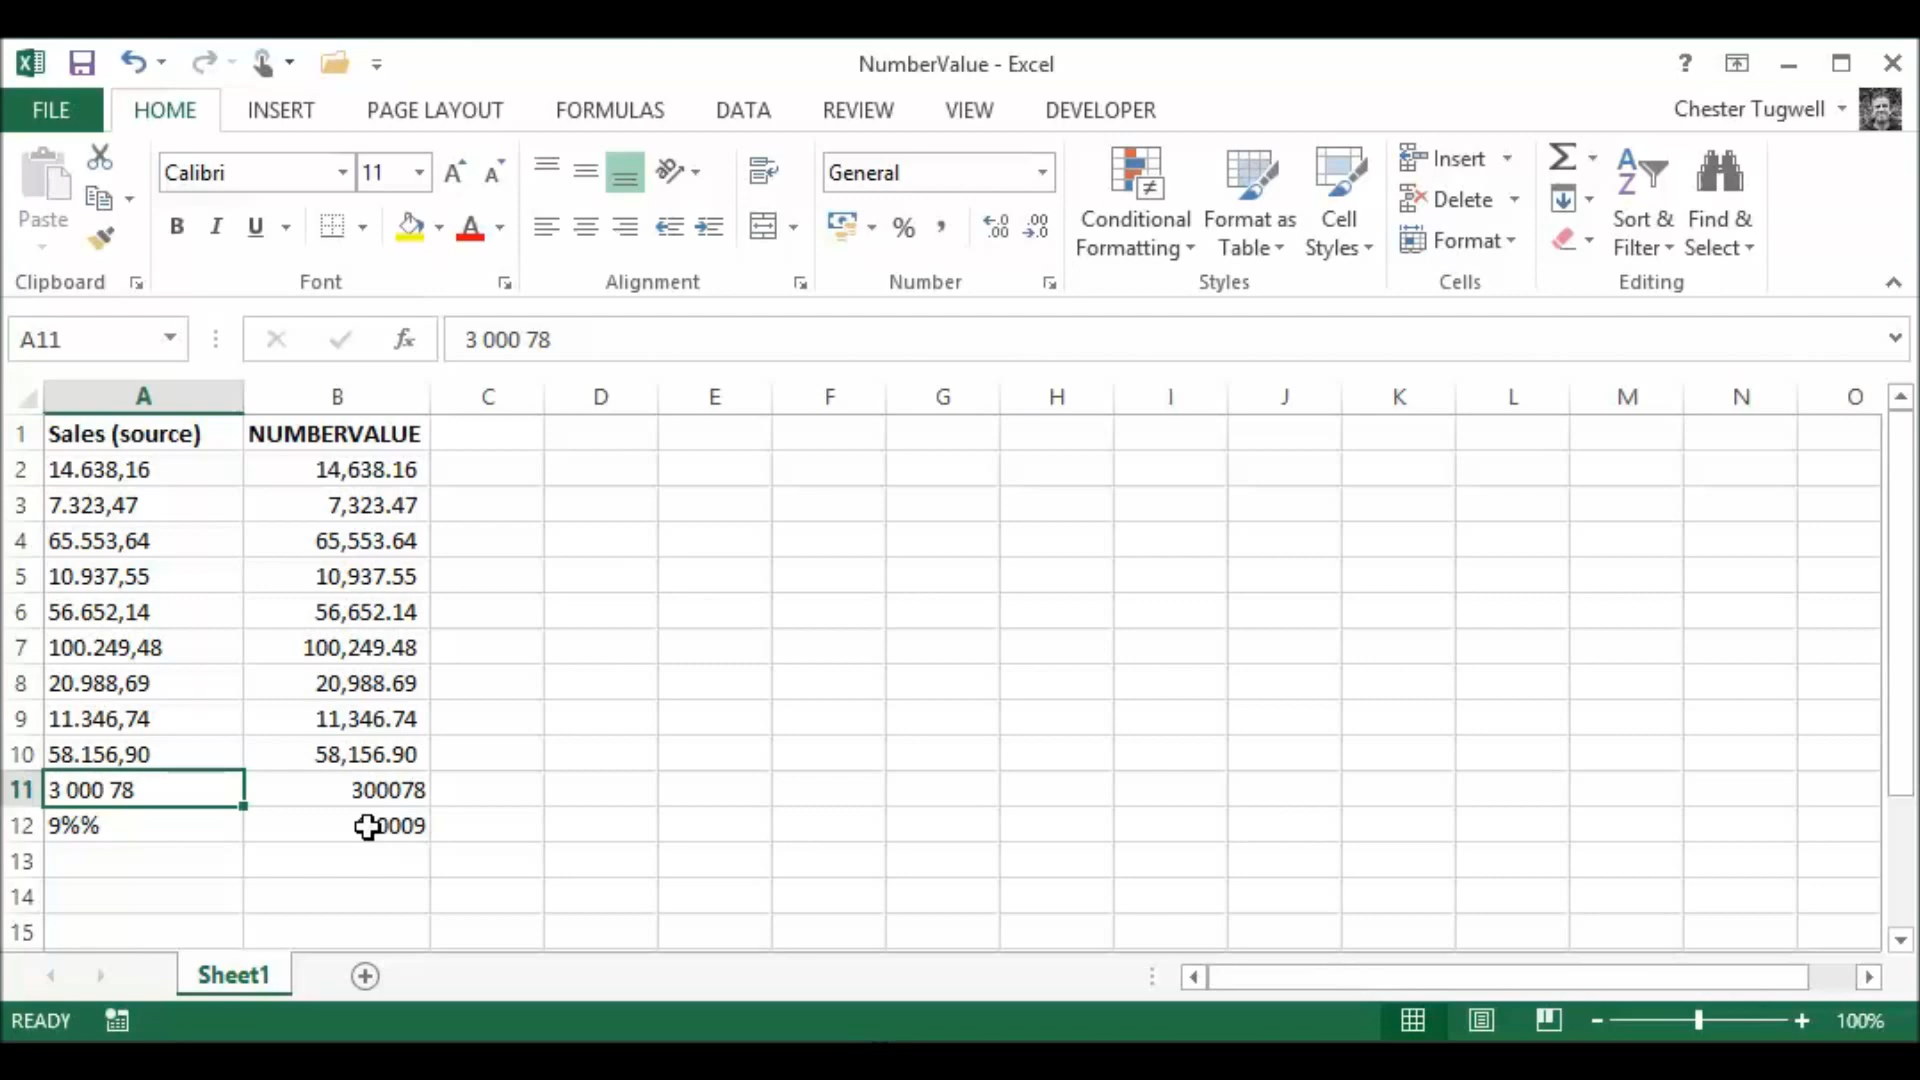 NumberValue - Excel
?
FILE HOME INSERT PAGE LAYOUT FORMULAS DATA REVIEW VIEW DEVELOPER Chester Tugwell
Paste
Clipboard
Calibri 11
B I U
Font
Alignment
General
%
Number
Conditional Formatting
Format as Table
Cell Styles
Styles
Insert
Delete
Format
Cells
Sort & Filter
Find & Select
Editing
A11 fx 3 000 78
A B C D E F G H I J K L M N O
1 Sales (source) NUMBERVALUE
2 14.638,16 14,638.16
3 7.323,47 7,323.47
4 65.553,64 65,553.64
5 10.937,55 10,937.55
6 56.652,14 56,652.14
7 100.249,48 100,249.48
8 20.988,69 20,988.69
9 11.346,74 11,346.74
10 58.156,90 58,156.90
11 3 000 78 300078
12 9%%
13
14
15
Sheet1
READY 100%